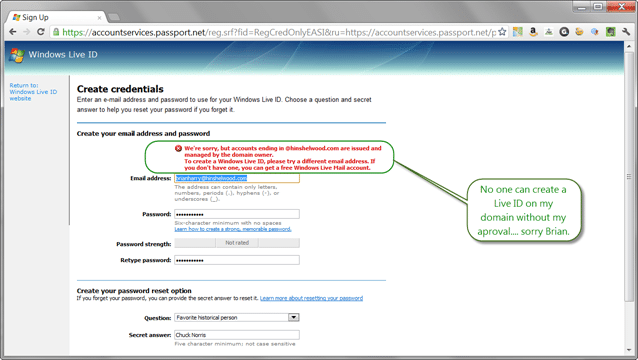 Sign Up
https://accountservices.passport.net/reg.srf?fid=RegCredOnlyEASI&ru=https://accountservices.passport.net/p
Windows Live ID
Return to:
Windows Live ID
website
Create credentials
Enter an e-mail address and password to use for your Windows Live ID. Choose a question and secret
answer to help you reset your password if you forget it.
Create your email address and password
We're sorry, but accounts ending in @hinshelwood.com are issued and
managed by the domain owner.
To create a Windows Live ID, please try a different email address. If
you don't have one, you can get a free Windows Live Mail account.
Email address: brianharry@hinshelwood.com
The address can contain only letters,
numbers, periods (.), hyphens (-), or
underscores (_).
Password: •••••••••••
Six-character minimum with no spaces
Learn how to create a strong, memorable password.
Password strength: Not rated
Retype password: •••••••••••
No one can create a
Live ID on my
domain without my
aproval.... sorry Brian.
Create your password reset option
If you forget your password, you can provide the secret answer to reset it. Learn more about resetting your password
Question: Favorite historical person
Secret answer: Chuck Norris
Five character minimum; not case sensitive